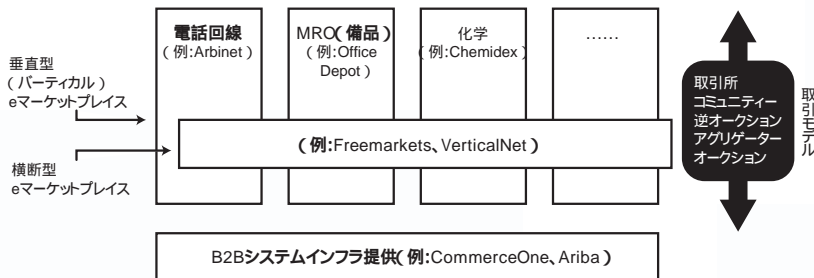 電話回線
(例:Arbinet)
MRO(備品)
(例:Office
Depot)
化学
(例:Chemidex)
……
垂直型
(バーティカル)
eマーケットプレイス
(例:Freemarkets、VerticalNet)
横断型
eマーケットプレイス
取引所
コミュニティー
逆オークション
アグリゲーター
オークション
取引モデル
B2Bシステムインフラ提供(例:CommerceOne、Ariba)